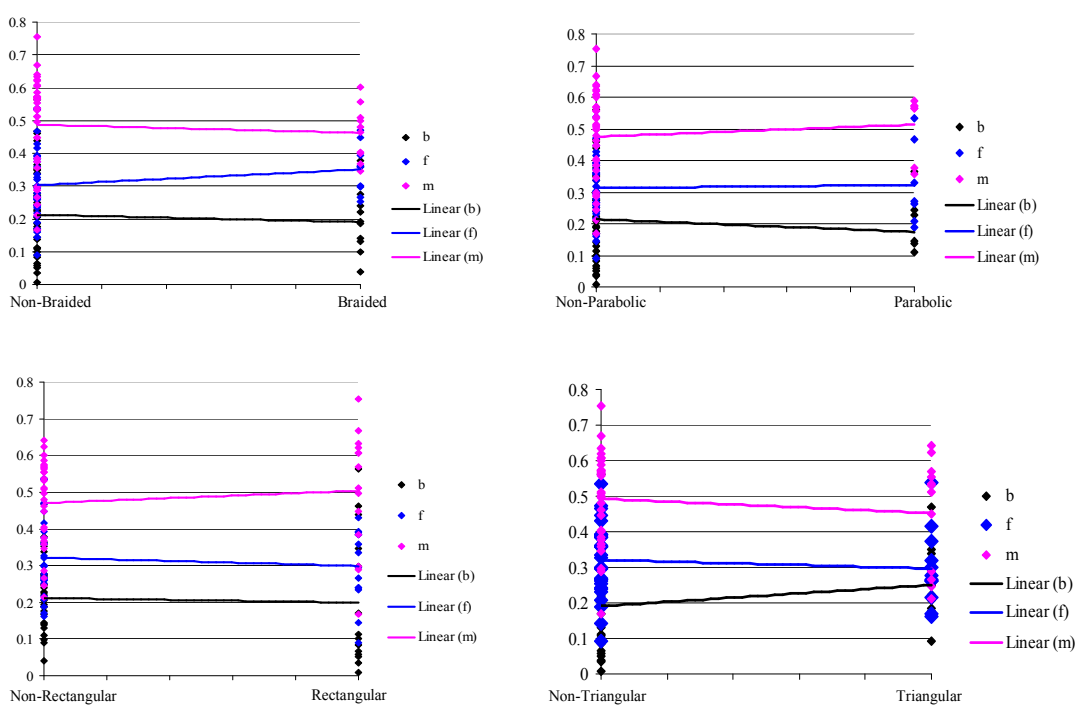 0.8
0.7
0.6
0.5
0.4
0.3
0.2
0.1
0
Non-Braided Braided
b
f
m
Linear (b)
Linear (f)
Linear (m)
0.8
0.7
0.6
0.5
0.4
0.3
0.2
0.1
0
Non-Parabolic Parabolic
b
f
m
Linear (b)
Linear (f)
Linear (m)
0.8
0.7
0.6
0.5
0.4
0.3
0.2
0.1
0
Non-Rectangular Rectangular
b
f
m
Linear (b)
Linear (f)
Linear (m)
0.8
0.7
0.6
0.5
0.4
0.3
0.2
0.1
0
Non-Triangular Triangular
b
f
m
Linear (b)
Linear (f)
Linear (m)